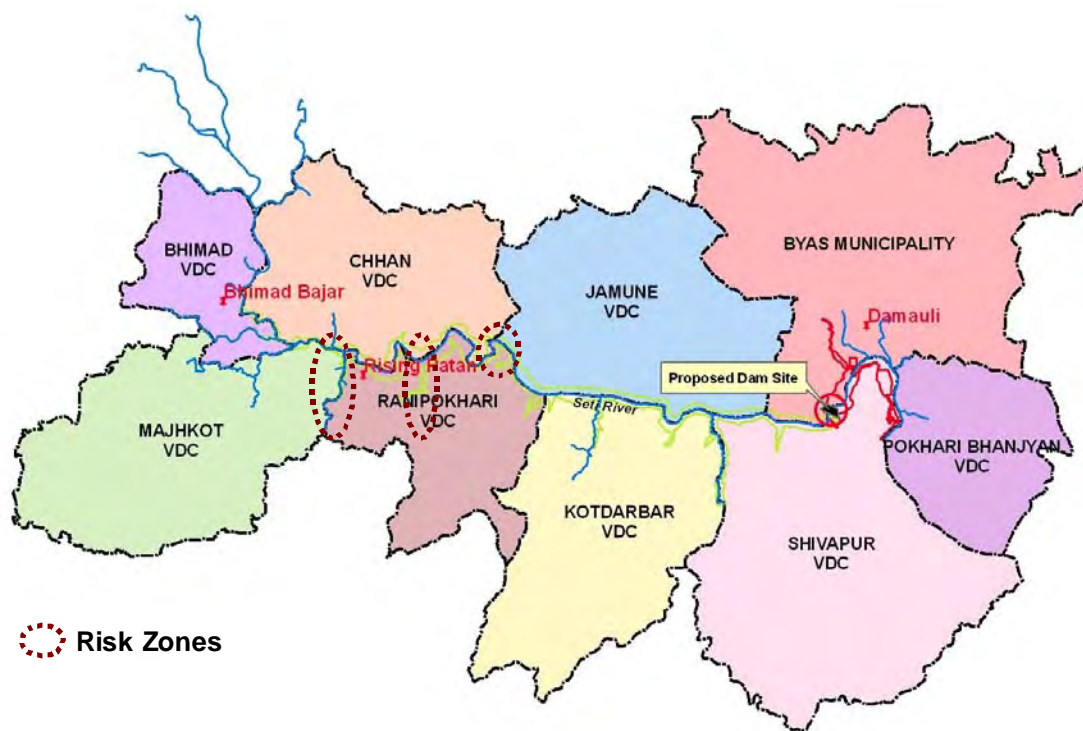 BHIMAD
VDC
Bhimad Bajar
CHHAN
VDC
JAMUNE
VDC
BYAS MUNICIPALITY
Damauli
Proposed Dam Site
Rising Patan
RANIPOKHARI
VDC
Seti River
MAJHKOT
VDC
POKHARI BHANJYAN
VDC
KOTDARBAR
VDC
SHIVAPUR
VDC
Risk Zones